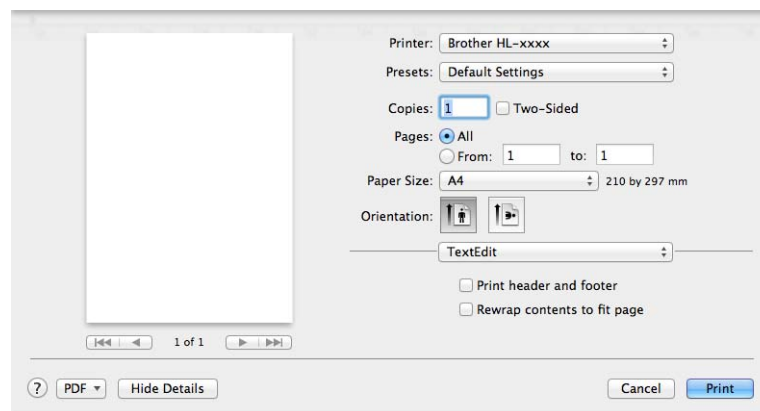 Printer: Brother HL-xxxx
Presets: Default Settings
Copies: 1 Two-Sided
Pages: All
From: 1 to: 1
Paper Size: A4 210 by 297 mm
Orientation:
TextEdit
Print header and footer
Rewrap contents to fit page
1 of 1
? PDF Hide Details Cancel Print